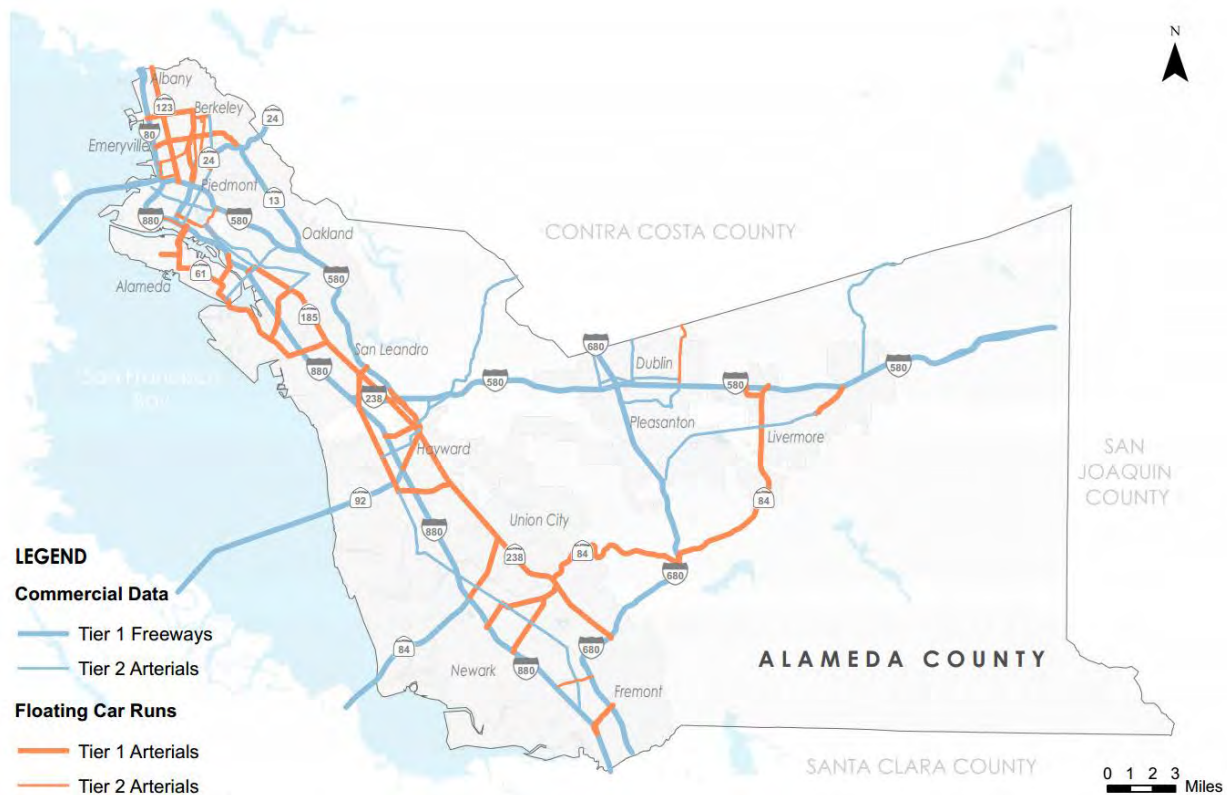 N
Albany
123
Berkeley
24
80
Emeryville
24
Piedmont
13
880
580
Oakland
CONTRA COSTA COUNTY
61
580
Alameda
185
San Leandro
680
Dublin
880
580
580
580
San Francisco
Bay
238
Pleasanton
Livermore
Hayward
SAN
JOAQUIN
COUNTY
92
84
Union City
880
238
84
LEGEND
680
Commercial Data
Tier 1 Freeways
84
680
Tier 2 Arterials
Newark
880
ALAMEDA COUNTY
Fremont
Floating Car Runs
Tier 1 Arterials
SANTA CLARA COUNTY
0 1 2 3
Miles
Tier 2 Arterials